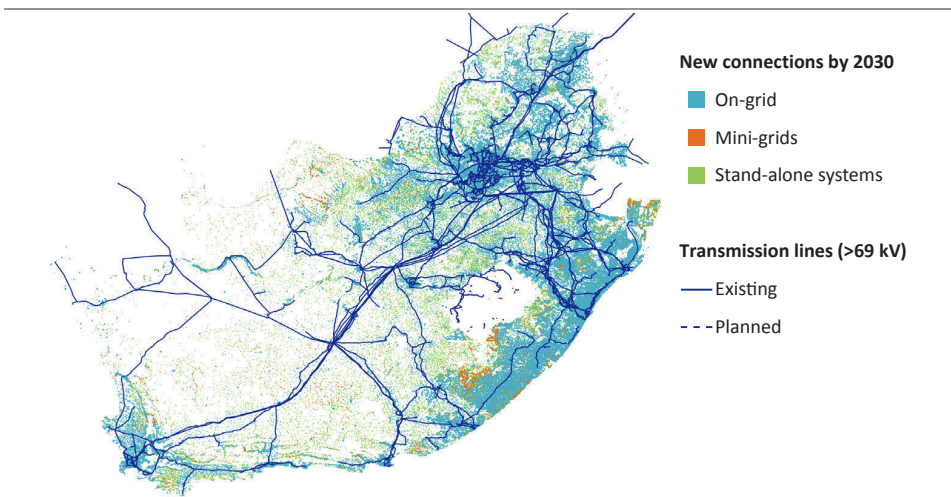 New connections by 2030
On-grid
Mini-grids
Stand-alone systems
Transmission lines (>69 kV)
Existing
Planned